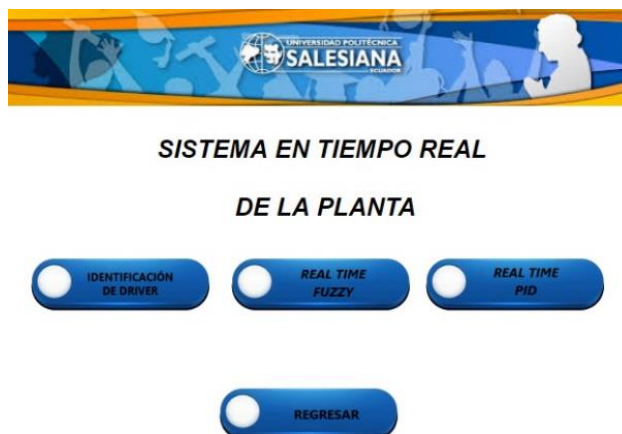 UNIVERSIDAD POLITÉCNICA
SALESIANA
ECUADOR
SISTEMA EN TIEMPO REAL
DE LA PLANTA
IDENTIFICACIÓN
DE DRIVER
REAL TIME
FUZZY
REAL TIME
PID
REGRESAR